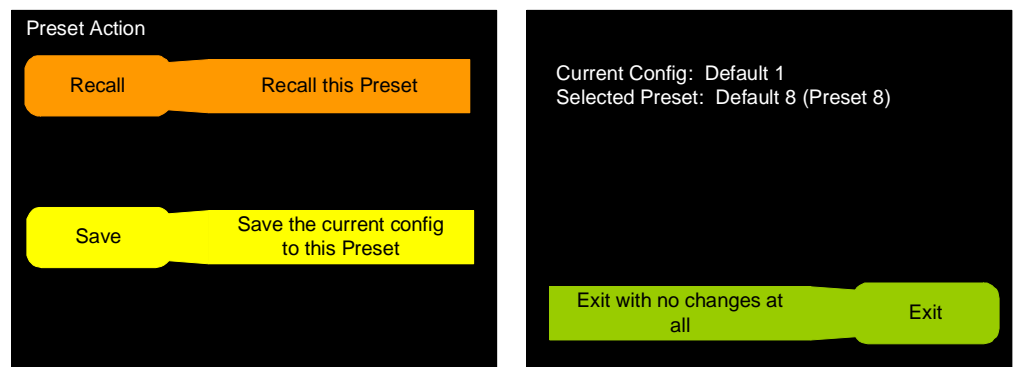 Preset Action
Recall
Recall this Preset
Save
Save the current config
to this Preset
Current Config:  Default 1
Selected Preset:  Default 8 (Preset 8)
Exit with no changes at
all
Exit